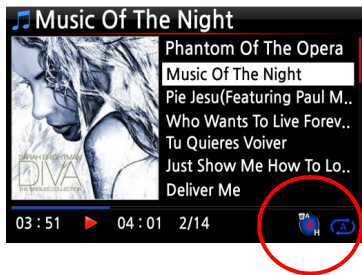 Music Of The Night
Phantom Of The Opera
Music Of The Night
Pie Jesu(Featuring Paul M..
Who Wants To Live Forev..
Tu Quieres Voiver
Just Show Me How To Lo..
Deliver Me
SARAH BRIGHTMAN
DIVA
THE SINGLES COLLECTION
03 : 51 04 : 01 2/14
A
H
A